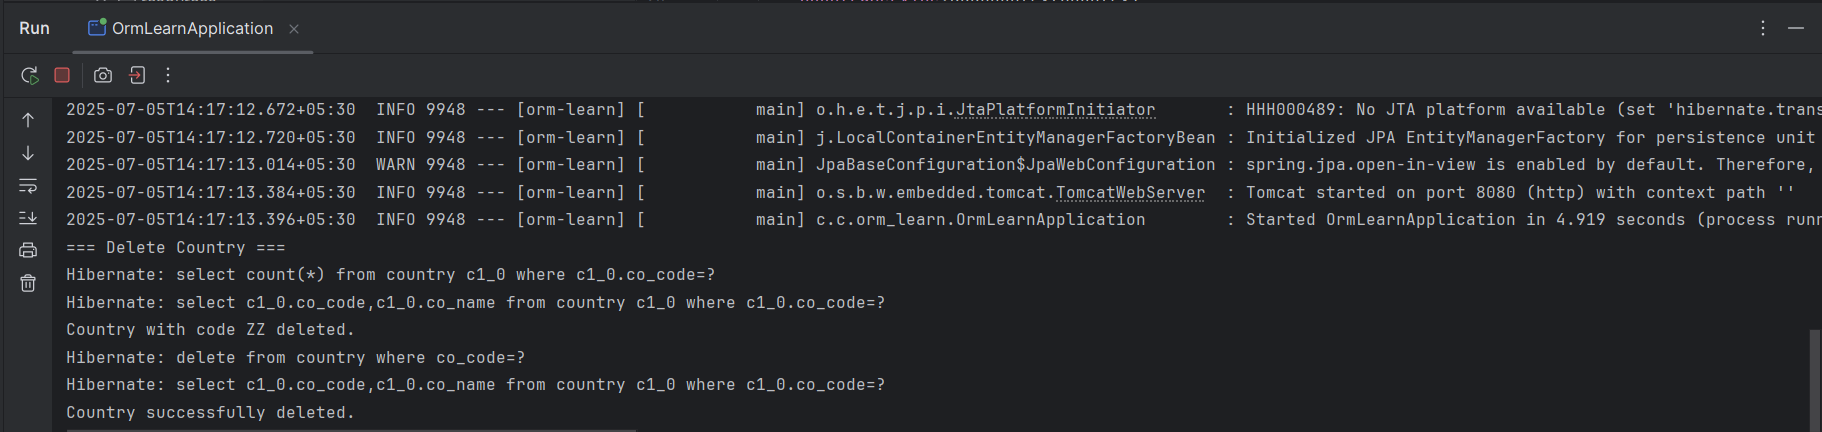 Run OrmLearnApplication
2025-07-05T14:17:12.672+05:30  INFO 9948 --- [orm-learn] [           main] o.h.e.t.j.p.i.JtaPlatformInitiator       : HHH000489: No JTA platform available (set 'hibernate.trans
2025-07-05T14:17:12.720+05:30  INFO 9948 --- [orm-learn] [           main] j.LocalContainerEntityManagerFactoryBean : Initialized JPA EntityManagerFactory for persistence unit
2025-07-05T14:17:13.014+05:30  WARN 9948 --- [orm-learn] [           main] JpaBaseConfiguration$JpaWebConfiguration : spring.jpa.open-in-view is enabled by default. Therefore,
2025-07-05T14:17:13.384+05:30  INFO 9948 --- [orm-learn] [           main] o.s.b.w.embedded.tomcat.TomcatWebServer  : Tomcat started on port 8080 (http) with context path ''
2025-07-05T14:17:13.396+05:30  INFO 9948 --- [orm-learn] [           main] c.c.orm_learn.OrmLearnApplication        : Started OrmLearnApplication in 4.919 seconds (process runn
=== Delete Country ===
Hibernate: select count(*) from country c1_0 where c1_0.co_code=?
Hibernate: select c1_0.co_code,c1_0.co_name from country c1_0 where c1_0.co_code=?
Country with code ZZ deleted.
Hibernate: delete from country where co_code=?
Hibernate: select c1_0.co_code,c1_0.co_name from country c1_0 where c1_0.co_code=?
Country successfully deleted.